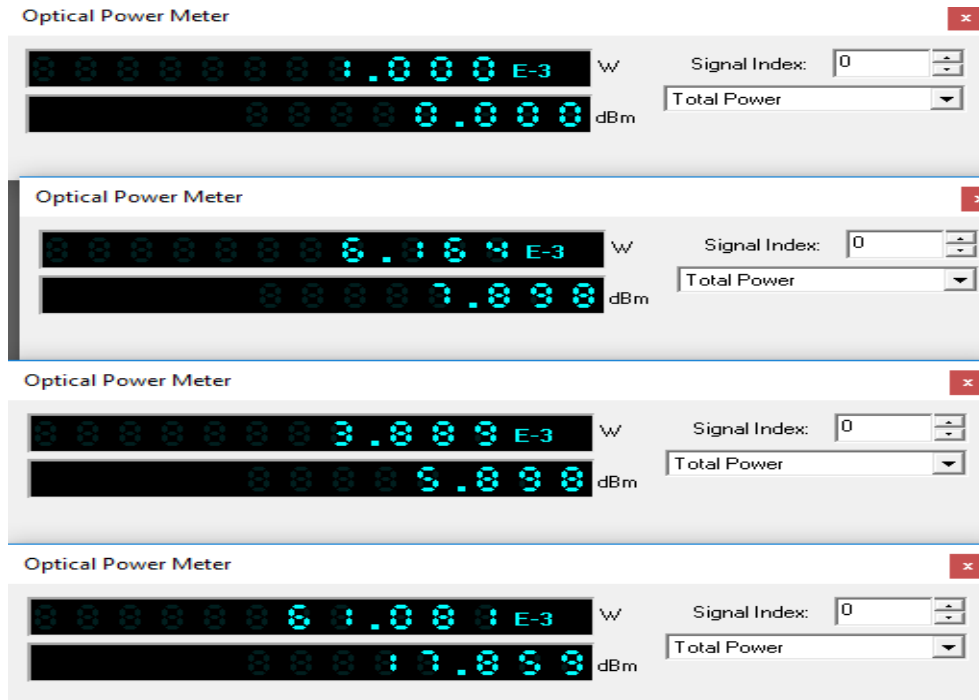 Optical Power Meter
1.000 E-3 W Signal Index: 0
0.000 dBm Total Power
Optical Power Meter
6.164 E-3 W Signal Index: 0
7.898 dBm Total Power
Optical Power Meter
3.889 E-3 W Signal Index: 0
5.898 dBm Total Power
Optical Power Meter
61.081 E-3 W Signal Index: 0
17.859 dBm Total Power